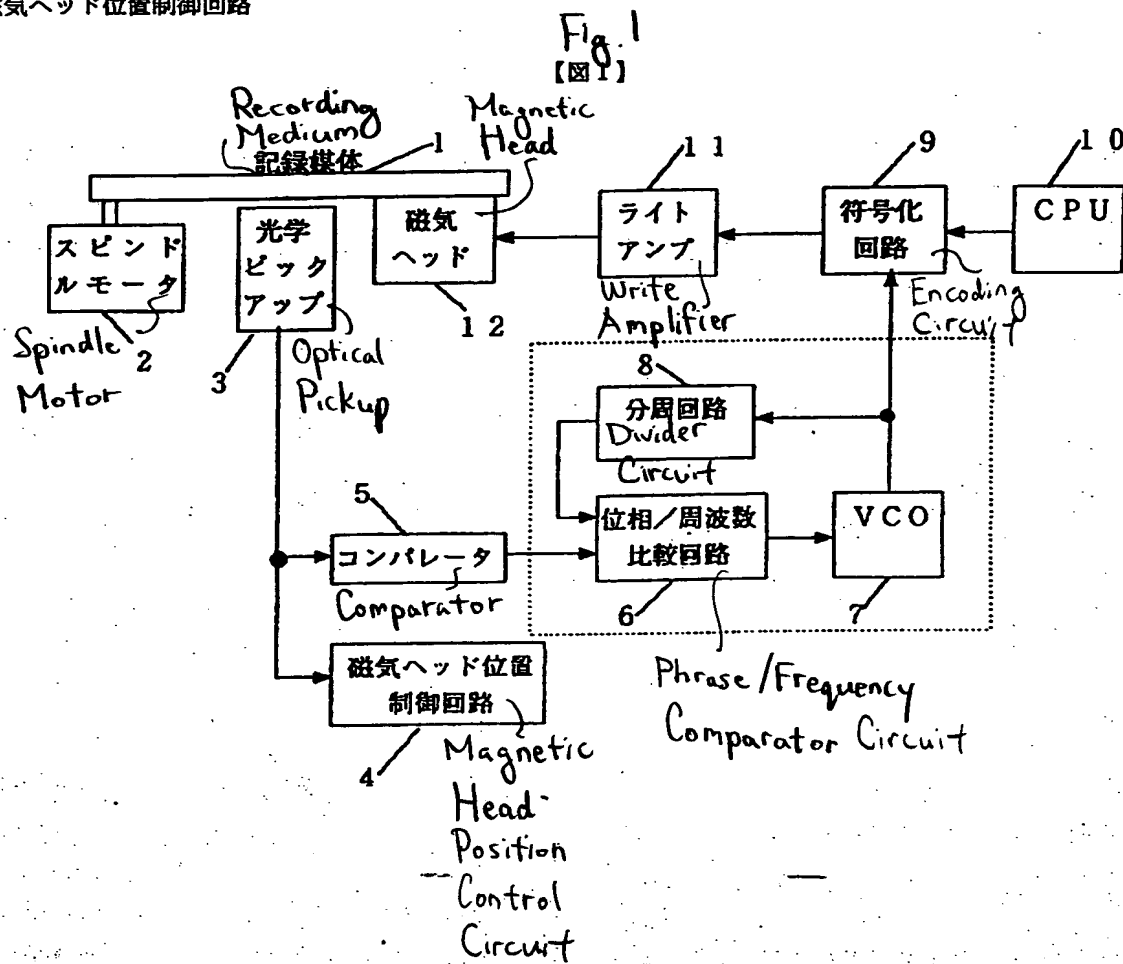 磁気ヘッド位置制御回路
Fig. 1
【図1】
Recording
Medium
記録媒体
1
Magnetic
Head
11
9
10
スピンド
ルモータ
光学
ピック
アップ
磁気
ヘッド
ライト
アンプ
符号化
回路
CPU
Spindle
Motor
2
3
Optical
Pickup
12
Write
Amplifier
Encoding
Circuit
8
分周回路
Divider
Circuit
5
コンパレータ
Comparator
位相/周波数
比較回路
VCO
6
7
磁気ヘッド位置
制御回路
4
Phrase/Frequency
Comparator Circuit
Magnetic
Head
Position
Control
Circuit